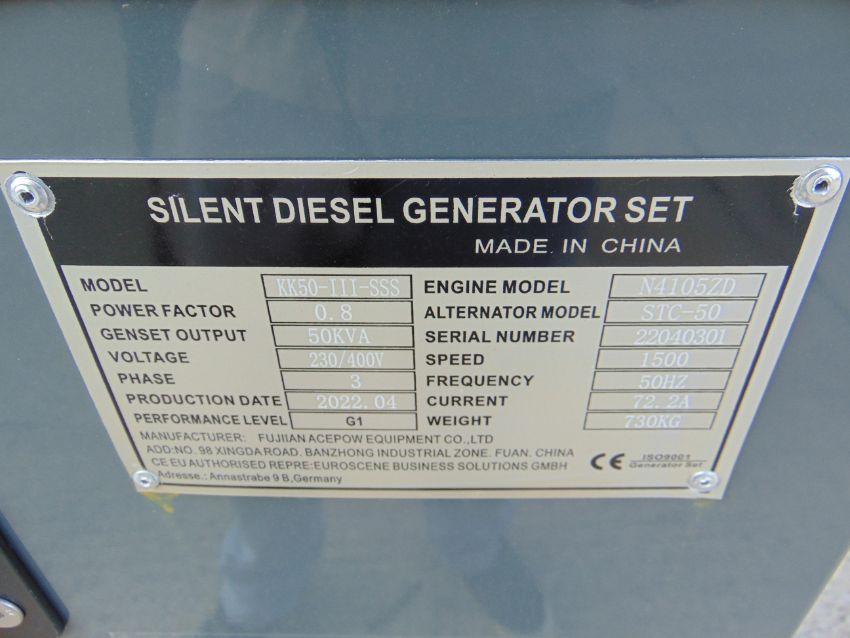 SILENT DIESEL GENERATOR SET
MADE IN CHINA
MODEL KK50-III-SSS ENGINE MODEL N4105ZD
POWER FACTOR 0.8 ALTERNATOR MODEL STC-50
GENSET OUTPUT 50KVA SERIAL NUMBER 22040301
VOLTAGE 230/400V SPEED 1500
PHASE 3 FREQUENCY 50HZ
PRODUCTION DATE 2022.04 CURRENT 72.2A
PERFORMANCE LEVEL G1 WEIGHT 730KG
MANUFACTURER: FUJIIAN ACEPOW EQUIPMENT CO.,LTD
ADD:NO. 98 XINGDA ROAD. BANZHONG INDUSTRIAL ZONE. FUAN. CHINA
CE EU AUTHORISED REPRE:EUROSCENE BUSINESS SOLUTIONS GMBH
Adresse.: Annastrabe 9 B,Germany
CE ISO9001
Generator Set